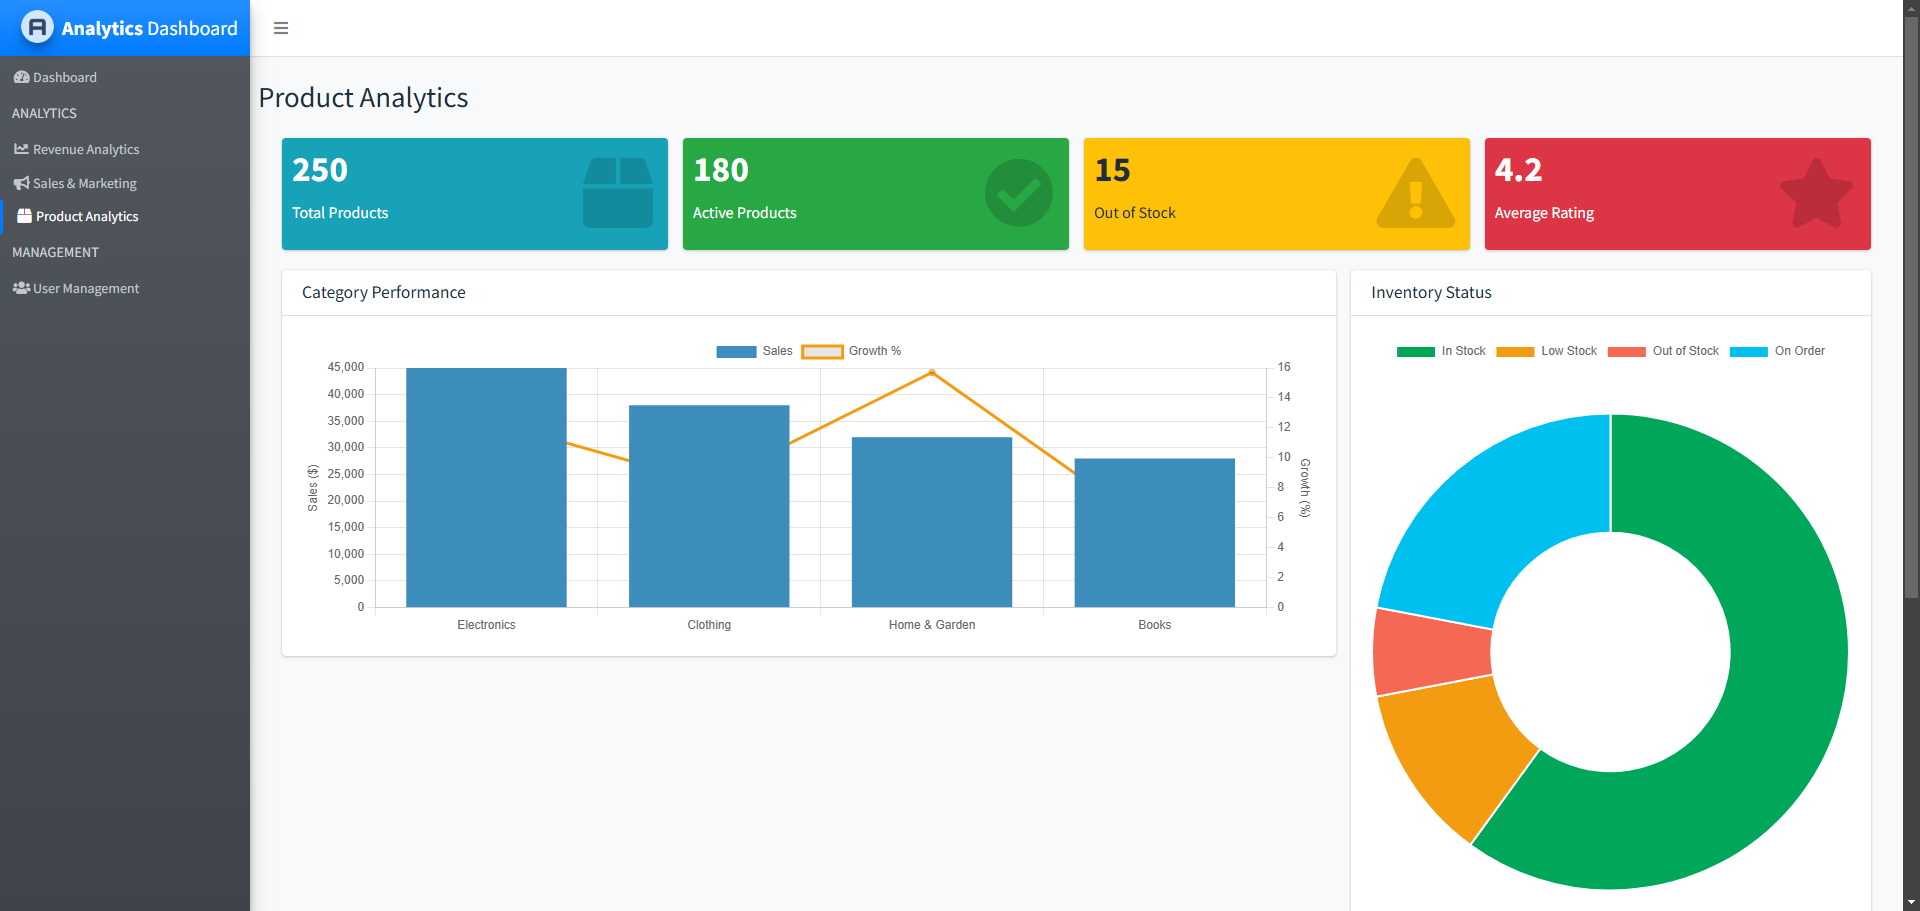 Analytics Dashboard
Dashboard
ANALYTICS
Revenue Analytics
Sales & Marketing
Product Analytics
MANAGEMENT
User Management
Product Analytics
250
Total Products
180
Active Products
15
Out of Stock
4.2
Average Rating
Category Performance
Sales
Growth %
45,000
40,000
35,000
30,000
25,000
20,000
15,000
10,000
5,000
0
Sales ($)
16
14
12
10
8
6
4
2
0
Growth (%)
Electronics
Clothing
Home & Garden
Books
Inventory Status
In Stock
Low Stock
Out of Stock
On Order